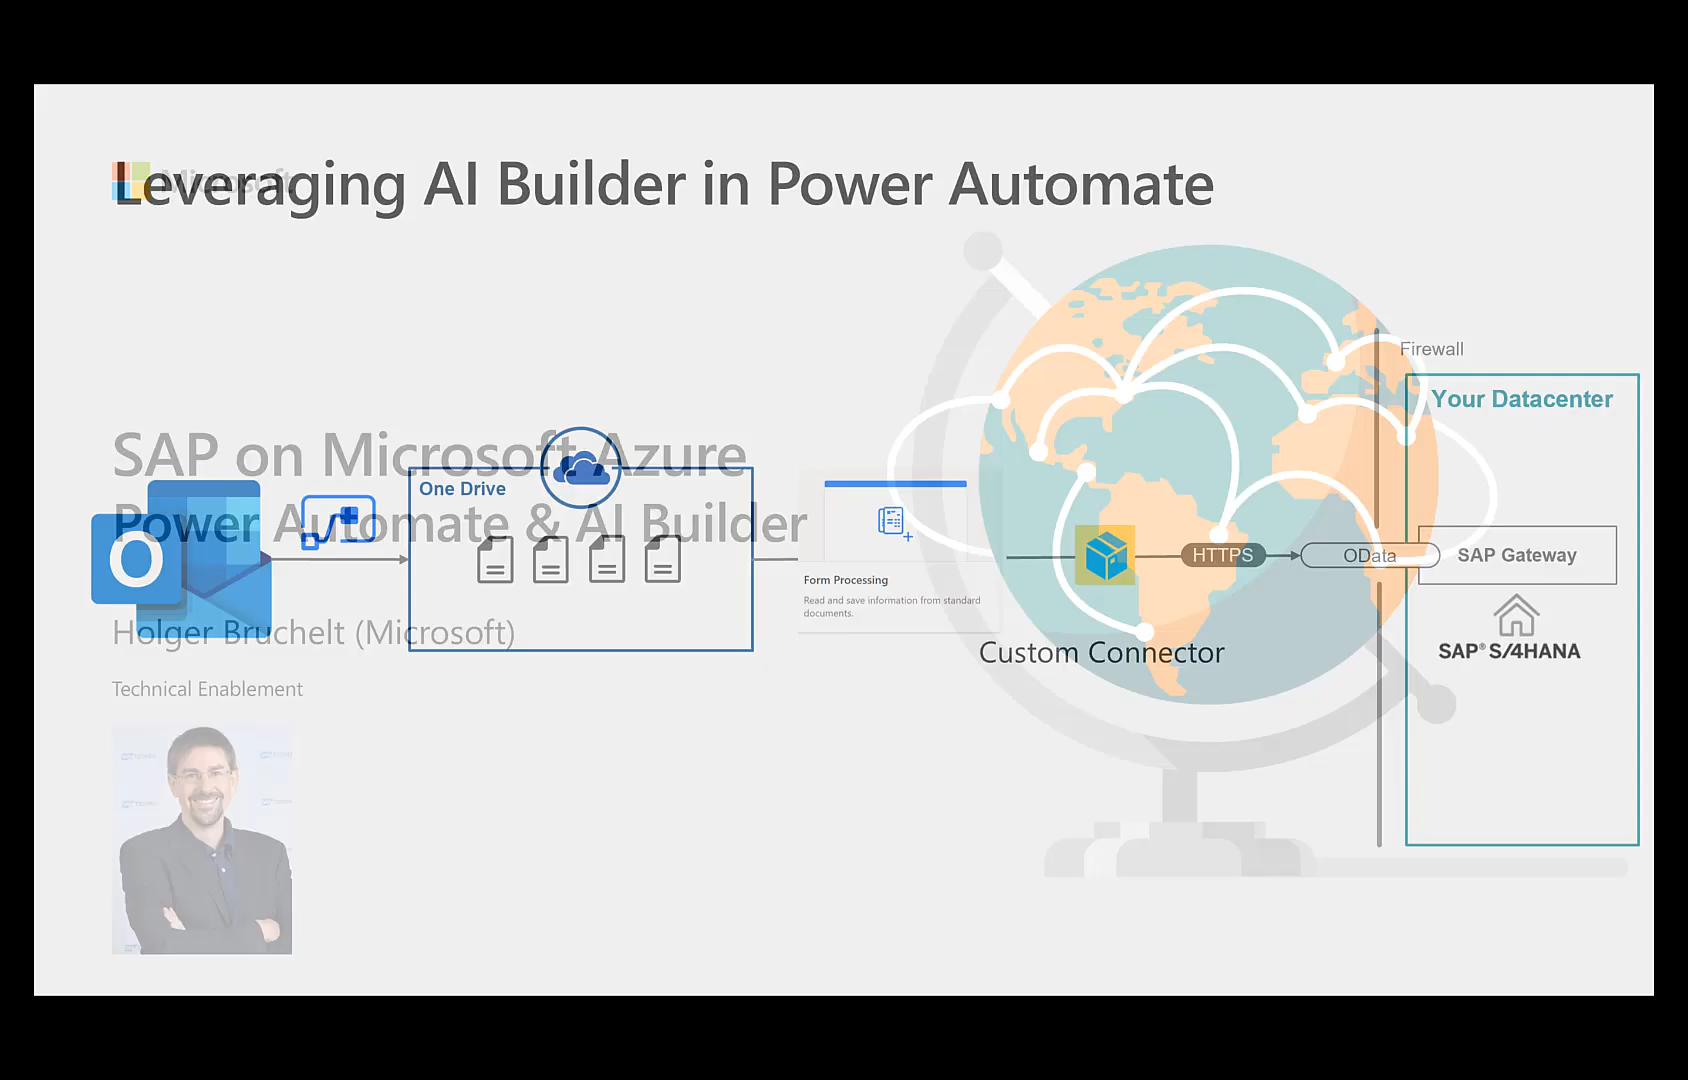 Leveraging AI Builder in Power Automate
Microsoft
SAP on Microsoft Azure
Power Automate & AI Builder
Holger Bruchelt (Microsoft)
Technical Enablement
One Drive
Form Processing
Read and save information from standard
documents.
Custom Connector
HTTPS
OData
Firewall
Your Datacenter
SAP Gateway
SAP® S/4HANA